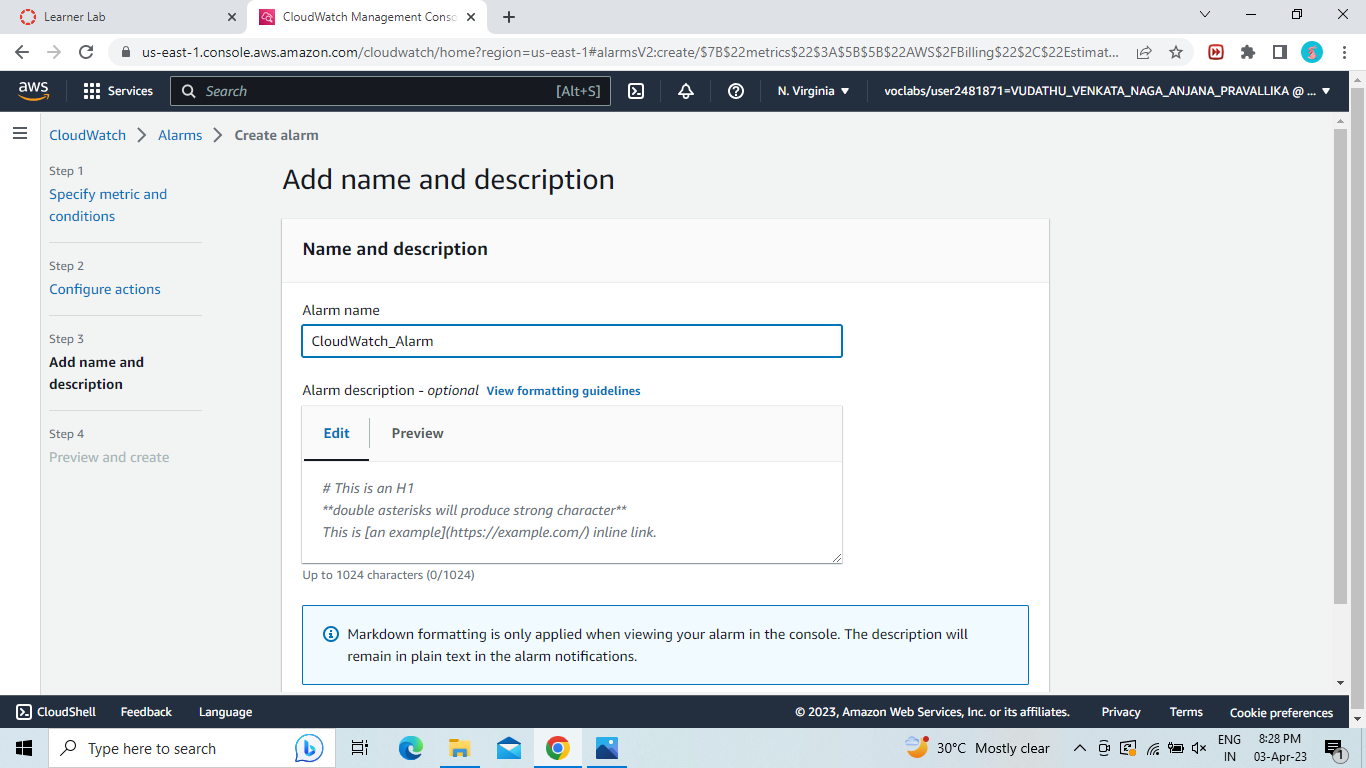 Learner Lab
CloudWatch Management Conso
us-east-1.console.aws.amazon.com/cloudwatch/home?region=us-east-1#alarmsV2:create/$7B$22metrics$22$3A$5B$5B$22AWS$2FBilling$22$2C$22Estimat...
aws
Services
Search
[Alt+S]
N. Virginia
voclabs/user2481871=VUDATHU_VENKATA_NAGA_ANJANA_PRAVALLIKA @ ...
CloudWatch
Alarms
Create alarm
Step 1
Specify metric and
conditions
Step 2
Configure actions
Step 3
Add name and
description
Step 4
Preview and create
Add name and description
Name and description
Alarm name
CloudWatch_Alarm
Alarm description - optional View formatting guidelines
Edit
Preview
# This is an H1
**double asterisks will produce strong character**
This is [an example](https://example.com/) inline link.
Up to 1024 characters (0/1024)
Markdown formatting is only applied when viewing your alarm in the console. The description will
remain in plain text in the alarm notifications.
CloudShell
Feedback
Language
© 2023, Amazon Web Services, Inc. or its affiliates.
Privacy
Terms
Cookie preferences
Type here to search
30°C Mostly clear
ENG
IN
8:28 PM
03-Apr-23
1